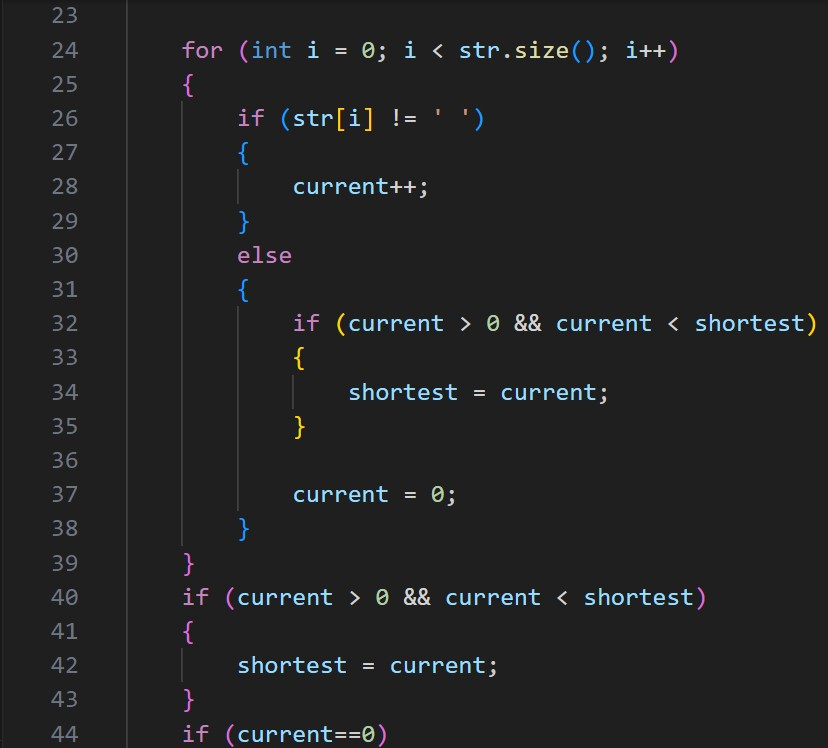 23
24 for (int i = 0; i < str.size(); i++)
25 {
26 if (str[i] != ' ')
27 {
28 current++;
29 }
30 else
31 {
32 if (current > 0 && current < shortest)
33 {
34 shortest = current;
35 }
36
37 current = 0;
38 }
39 }
40 if (current > 0 && current < shortest)
41 {
42 shortest = current;
43 }
44 if (current==0)